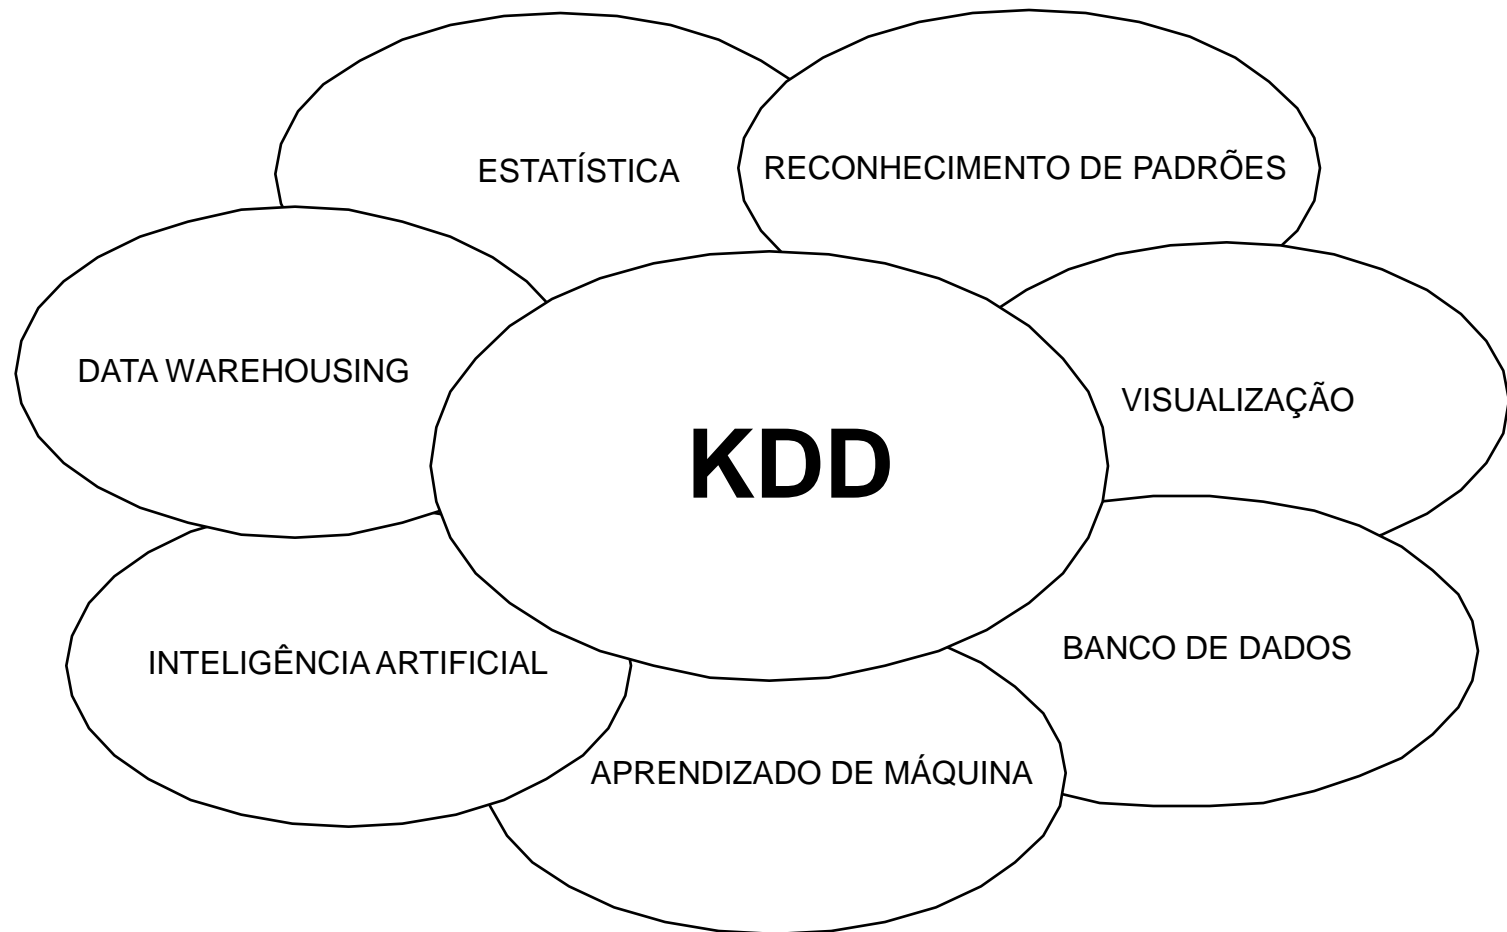 ESTATÍSTICA
RECONHECIMENTO DE PADRÕES
DATA WAREHOUSING
VISUALIZAÇÃO
KDD
INTELIGÊNCIA ARTIFICIAL
BANCO DE DADOS
APRENDIZADO DE MÁQUINA